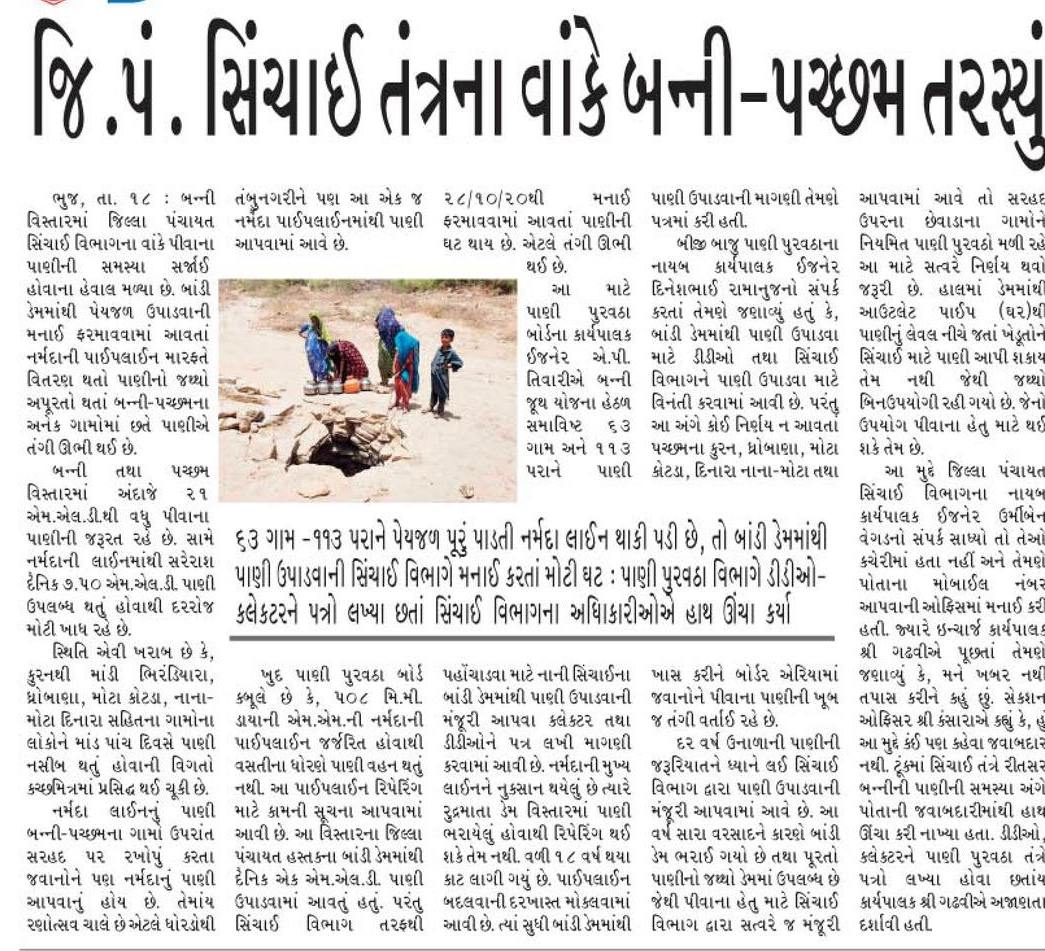 જિ.પં. સિંચાઈ તંત્રના વાંકે બન્ની-પચ્છમ તરસ્યું
ભુજ, તા. ૧૮ : બન્ની
વિસ્તારમાં જિલ્લા પંચાયત
સિંચાઈ વિભાગના વાંકે પીવાના
પાણીની સમસ્યા સર્જાઈ
હોવાના હેવાલ મળ્યા છે. બાંડી
ડેમમાંથી પેયજળ ઉપાડવાની
મનાઈ ફરમાવવામાં આવતાં
નર્મદાની પાઈપલાઈન મારફતે
વિતરણ થતો પાણીનો જથ્થો
અપૂરતો થતાં બન્ની-પચ્છમના
અનેક ગામોમાં છતે પાણીએ
તંગી ઊભી થઈ છે.
બન્ની તથા પચ્છમ
વિસ્તારમાં અંદાજે ૨૧
એમ.એલ.ડી.થી વધુ પીવાના
પાણીની જરૂરત રહે છે. સામે
નર્મદાની લાઈનમાંથી સરેરાશ
દૈનિક ૭.૫૦ એમ.એલ.ડી. પાણી
ઉપલબ્ધ થતું હોવાથી દરરોજ
મોટી ખાધ રહે છે.
સ્થિતિ એવી ખરાબ છે કે,
કુરનથી માંડી ભિરંડિયારા,
ધ્રોબાણા, મોટા કોટડા, નાના-
મોટા દિનારા સહિતના ગામોના
લોકોને માંડ પાંચ દિવસે પાણી
નસીબ થતું હોવાની વિગતો
કચ્છમિત્રમાં પ્રસિદ્ધ થઈ ચૂકી છે.
નર્મદા લાઈનનું પાણી
બન્ની-પચ્છમના ગામો ઉપરાંત
સરહદ પર રખોપું કરતા
જવાનોને પણ નર્મદાનું પાણી
આપવાનું હોય છે. તેમાંય
રણોત્સવ ચાલે છે એટલે ધોરડોથી
તંબુનગરીને પણ આ એક જ
નર્મદા પાઈપલાઈનમાંથી પાણી
આપવામાં આવે છે.
૬૩ ગામ -૧૧૩ પરાને પેયજળ પૂરું પાડતી નર્મદા લાઈન થાકી પડી છે, તો બાંડી ડેમમાંથી
પાણી ઉપાડવાની સિંચાઈ વિભાગે મનાઈ કરતાં મોટી ઘટ : પાણી પુરવઠા વિભાગે ડીડીઓ-
કલેક્ટરને પત્રો લખ્યા છતાં સિંચાઈ વિભાગના અધિકારીઓએ હાથ ઊંચા કર્યા
ખુદ પાણી પુરવઠા બોર્ડ
કબૂલે છે કે, ૫૦૮ મિ.મી.
ડાયાની એમ.એમ.ની નર્મદાની
પાઈપલાઈન જર્જરિત હોવાથી
વસતીના ધોરણે પાણી વહન થતું
નથી. આ પાઈપલાઈન રિપેરિંગ
માટે કામની સૂચના આપવામાં
આવી છે. આ વિસ્તારના જિલ્લા
પંચાયત હસ્તકના બાંડી ડેમમાંથી
દૈનિક એક એમ.એલ.ડી. પાણી
ઉપાડવામાં આવતું હતું. પરંતુ
સિંચાઈ વિભાગ તરફથી
૨૮/૧૦/૨૦થી મનાઈ
ફરમાવવામાં આવતાં પાણીની
ઘટ થાય છે. એટલે તંગી ઊભી
થઈ છે.
આ માટે
પાણી પુરવઠા
બોર્ડના કાર્યપાલક
ઈજનેર એ.પી.
તિવારીએ બન્ની
જૂથ યોજના હેઠળ
સમાવિષ્ટ ૬૩
ગામ અને ૧૧૩
પરાને પાણી
પહોંચાડવા માટે નાની સિંચાઈના
બાંડી ડેમમાંથી પાણી ઉપાડવાની
મંજૂરી આપવા કલેક્ટર તથા
ડીડીઓને પત્ર લખી માગણી
કરવામાં આવી છે. નર્મદાની મુખ્ય
લાઈનને નુકસાન થયેલું છે ત્યારે
રુદ્રમાતા ડેમ વિસ્તારમાં પાણી
ભરાયેલું હોવાથી રિપેરિંગ થઈ
શકે તેમ નથી. વળી ૧૮ વર્ષ થયા
કાટ લાગી ગયું છે. પાઈપલાઈન
બદલવાની દરખાસ્ત મોકલવામાં
આવી છે. ત્યાં સુધી બાંડી ડેમમાંથી
પાણી ઉપાડવાની માગણી તેમણે
પત્રમાં કરી હતી.
બીજી બાજુ પાણી પુરવઠાના
નાયબ કાર્યપાલક ઈજનેર
દિનેશભાઈ રામાનુજનો સંપર્ક
કરતાં તેમણે જણાવ્યું હતું કે,
બાંડી ડેમમાંથી પાણી ઉપાડવા
માટે ડીડીઓ તથા સિંચાઈ
વિભાગને પાણી ઉપાડવા માટે
વિનંતી કરવામાં આવી છે. પરંતુ
આ અંગે કોઈ નિર્ણય ન આવતાં
પચ્છમના કુરન, ધ્રોબાણા, મોટા
કોટડા, દિનારા નાના-મોટા તથા
ખાસ કરીને બોર્ડર એરિયામાં
જવાનોને પીવાના પાણીની ખૂબ
જ તંગી વર્તાઈ રહે છે.
દર વર્ષ ઉનાળાની પાણીની
જરૂરિયાતને ધ્યાને લઈ સિંચાઈ
વિભાગ દ્વારા પાણી ઉપાડવાની
મંજૂરી આપવામાં આવે છે. આ
વર્ષ સારા વરસાદને કારણે બાંડી
ડેમ ભરાઈ ગયો છે તથા પૂરતો
પાણીનો જથ્થો ડેમમાં ઉપલબ્ધ છે
જેથી પીવાના હેતુ માટે સિંચાઈ
વિભાગ દ્વારા સત્વરે જ મંજૂરી
આપવામાં આવે તો સરહદ
ઉપરના છેવાડાના ગામોને
નિયમિત પાણી પુરવઠો મળી રહે
આ માટે સત્વરે નિર્ણય થવો
જરૂરી છે. હાલમાં ડેમમાંથી
આઉટલેટ પાઈપ (ઘર)થી
પાણીનું લેવલ નીચે જતાં ખેડૂતોને
સિંચાઈ માટે પાણી આપી શકાય
તેમ નથી જેથી જથ્થો
બિનઉપયોગી રહી ગયો છે. જેનો
ઉપયોગ પીવાના હેતુ માટે થઈ
શકે તેમ છે.
આ મુદ્દે જિલ્લા પંચાયત
સિંચાઈ વિભાગના નાયબ
કાર્યપાલક ઈજનેર ઉર્મીબેન
વેગડનો સંપર્ક સાધ્યો તો તેઓ
કચેરીમાં હતા નહીં અને તેમણે
પોતાના મોબાઈલ નંબર
આપવાની ઓફિસમાં મનાઈ કરી
હતી. જ્યારે ઇન્ચાર્જ કાર્યપાલક
શ્રી ગઢવીએ પૂછતાં તેમણે
જણાવ્યું કે, મને ખબર નથી
તપાસ કરીને કહું છું. સેક્શન
ઓફિસર શ્રી કંસારાએ કહ્યું કે, હું
આ મુદ્દે કંઈ પણ કહેવા જવાબદાર
નથી. ટૂંકમાં સિંચાઈ તંત્રે રીતસર
બન્નીની પાણીની સમસ્યા અંગે
પોતાની જવાબદારીમાંથી હાથ
ઊંચા કરી નાખ્યા હતા. ડીડીઓ,
કલેક્ટરને પાણી પુરવઠા તંત્રે
પત્રો લખ્યા હોવા છતાંય
કાર્યપાલક શ્રી ગઢવીએ અજાણતા
દર્શાવી હતી.